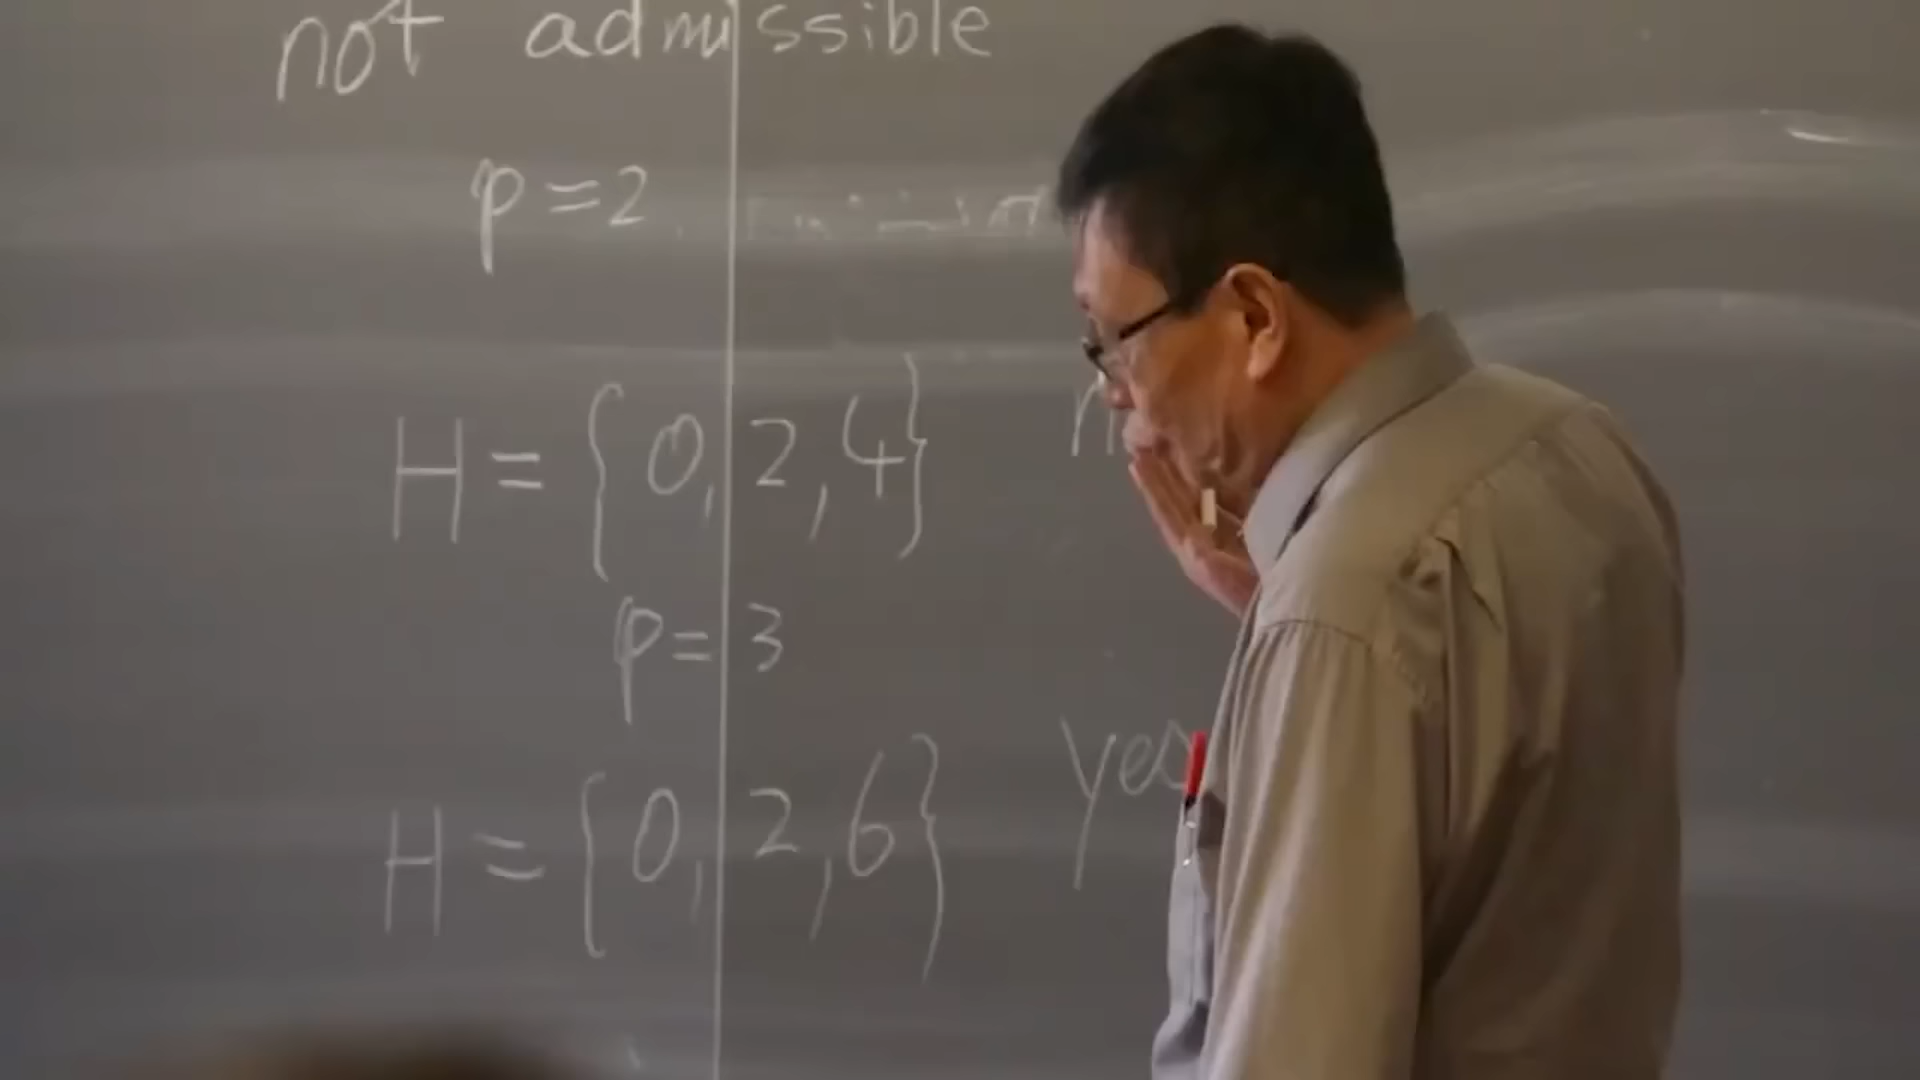 not admissible
p=2
H = {0, 2, 4}
p=3
H = {0, 2, 6} yes